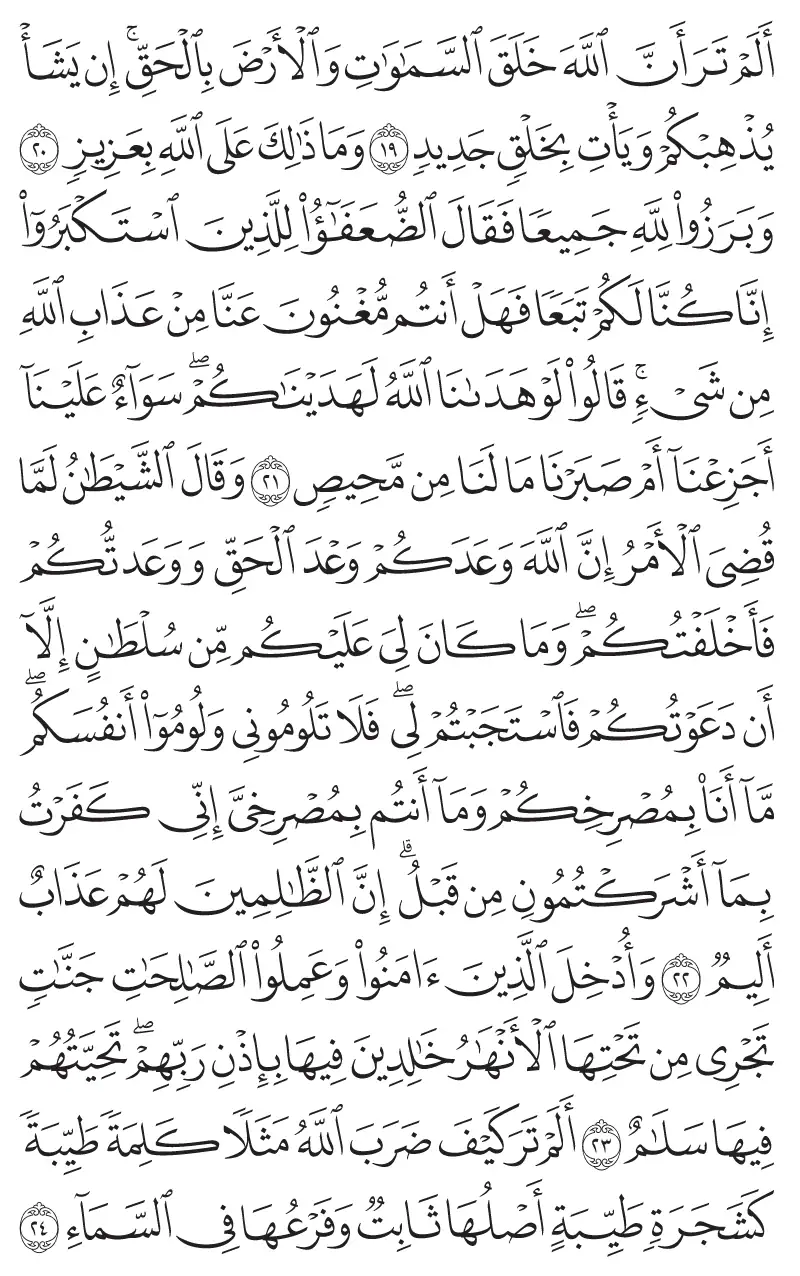 أَلَمْ تَرَ أَنَّ ٱللَّهَ خَلَقَ ٱلسَّمَٰوَٰتِ وَٱلْأَرْضَ بِٱلْحَقِّ ۚ إِن يَشَأْ
يُذْهِبْكُمْ وَيَأْتِ بِخَلْقٍ جَدِيدٍ ١٩ وَمَا ذَٰلِكَ عَلَى ٱللَّهِ بِعَزِيزٍ ٢٠
وَبَرَزُوا۟ لِلَّهِ جَمِيعًا فَقَالَ ٱلضُّعَفَٰٓؤُا۟ لِلَّذِينَ ٱسْتَكْبَرُوٓا۟
إِنَّا كُنَّا لَكُمْ تَبَعًا فَهَلْ أَنتُم مُّغْنُونَ عَنَّا مِنْ عَذَابِ ٱللَّهِ
مِن شَىْءٍ ۚ قَالُوا۟ لَوْ هَدَىٰنَا ٱللَّهُ لَهَدَيْنَٰكُمْ ۖ سَوَآءٌ عَلَيْنَآ
أَجَزِعْنَآ أَمْ صَبَرْنَا مَا لَنَا مِن مَّحِيصٍ ٢١ وَقَالَ ٱلشَّيْطَٰنُ لَمَّا
قُضِىَ ٱلْأَمْرُ إِنَّ ٱللَّهَ وَعَدَكُمْ وَعْدَ ٱلْحَقِّ وَوَعَدتُّكُمْ
فَأَخْلَفْتُكُمْ ۖ وَمَا كَانَ لِىَ عَلَيْكُم مِّن سُلْطَٰنٍ إِلَّآ
أَن دَعَوْتُكُمْ فَٱسْتَجَبْتُمْ لِى ۖ فَلَا تَلُومُونِى وَلُومُوٓا۟ أَنفُسَكُم ۖ
مَّآ أَنَا۠ بِمُصْرِخِكُمْ وَمَآ أَنتُم بِمُصْرِخِىَّ إِنِّى كَفَرْتُ
بِمَآ أَشْرَكْتُمُونِ مِن قَبْلُ ۗ إِنَّ ٱلظَّٰلِمِينَ لَهُمْ عَذَابٌ
أَلِيمٌ ٢٢ وَأُدْخِلَ ٱلَّذِينَ ءَامَنُوا۟ وَعَمِلُوا۟ ٱلصَّٰلِحَٰتِ جَنَّٰتٍ
تَجْرِى مِن تَحْتِهَا ٱلْأَنْهَٰرُ خَٰلِدِينَ فِيهَا بِإِذْنِ رَبِّهِمْ ۖ تَحِيَّتُهُمْ
فِيهَا سَلَٰمٌ ٢٣ أَلَمْ تَرَ كَيْفَ ضَرَبَ ٱللَّهُ مَثَلًا كَلِمَةً طَيِّبَةً
كَشَجَرَةٍ طَيِّبَةٍ أَصْلُهَا ثَابِتٌ وَفَرْعُهَا فِى ٱلسَّمَآءِ ٢٤